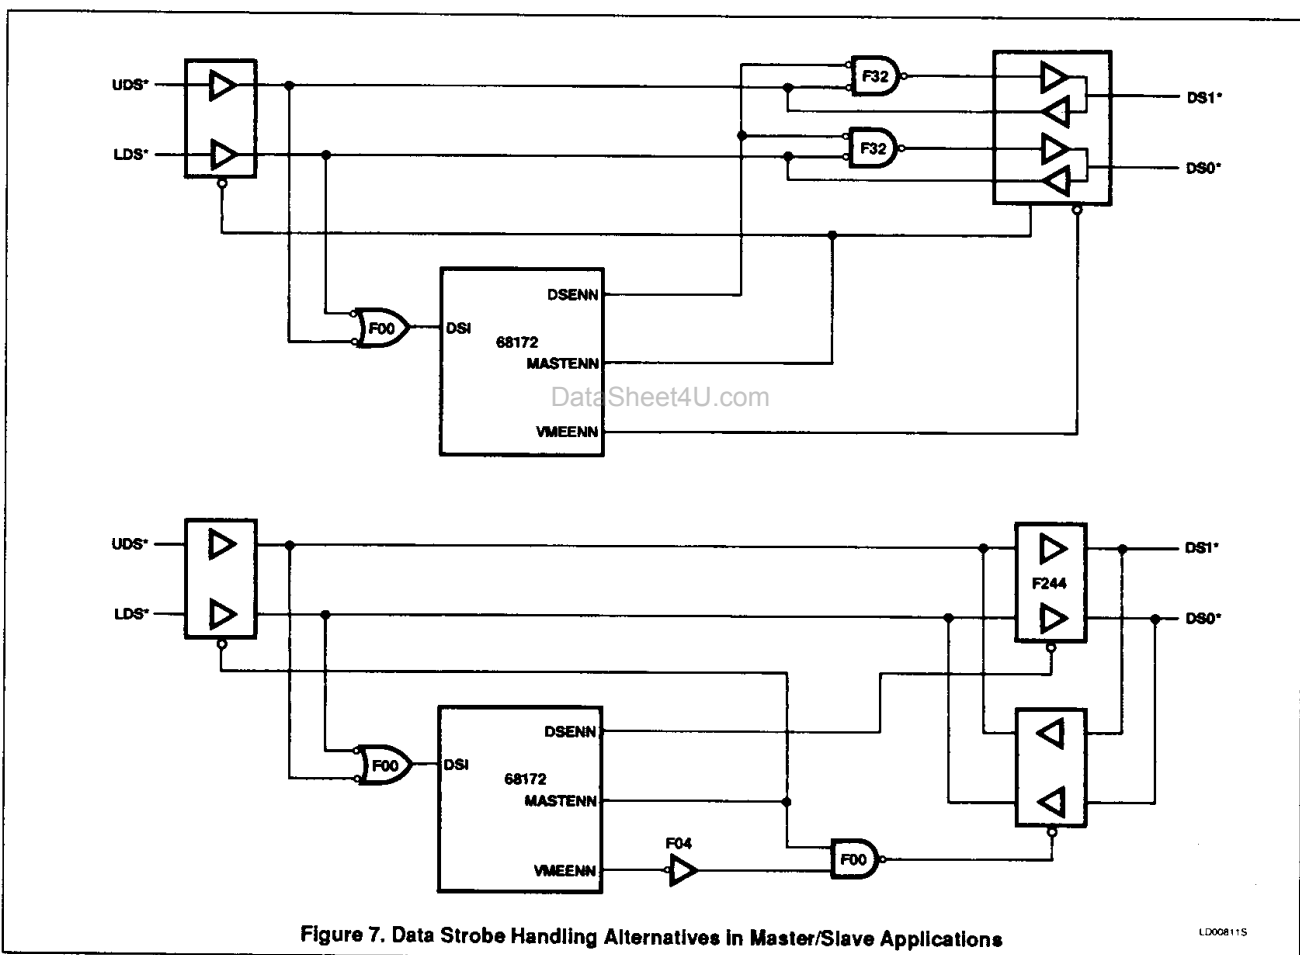 UDS*
F32
DS1*
LDS*
F32
DS0*
DSENN
F00
DSI
68172
MASTENN
DataSheet4U.com
VMEENN
UDS*
DS1*
F244
LDS*
DS0*
DSENN
F00
DSI
68172
MASTENN
F04
VMEENN
F00
Figure 7. Data Strobe Handling Alternatives in Master/Slave Applications
LD00811S